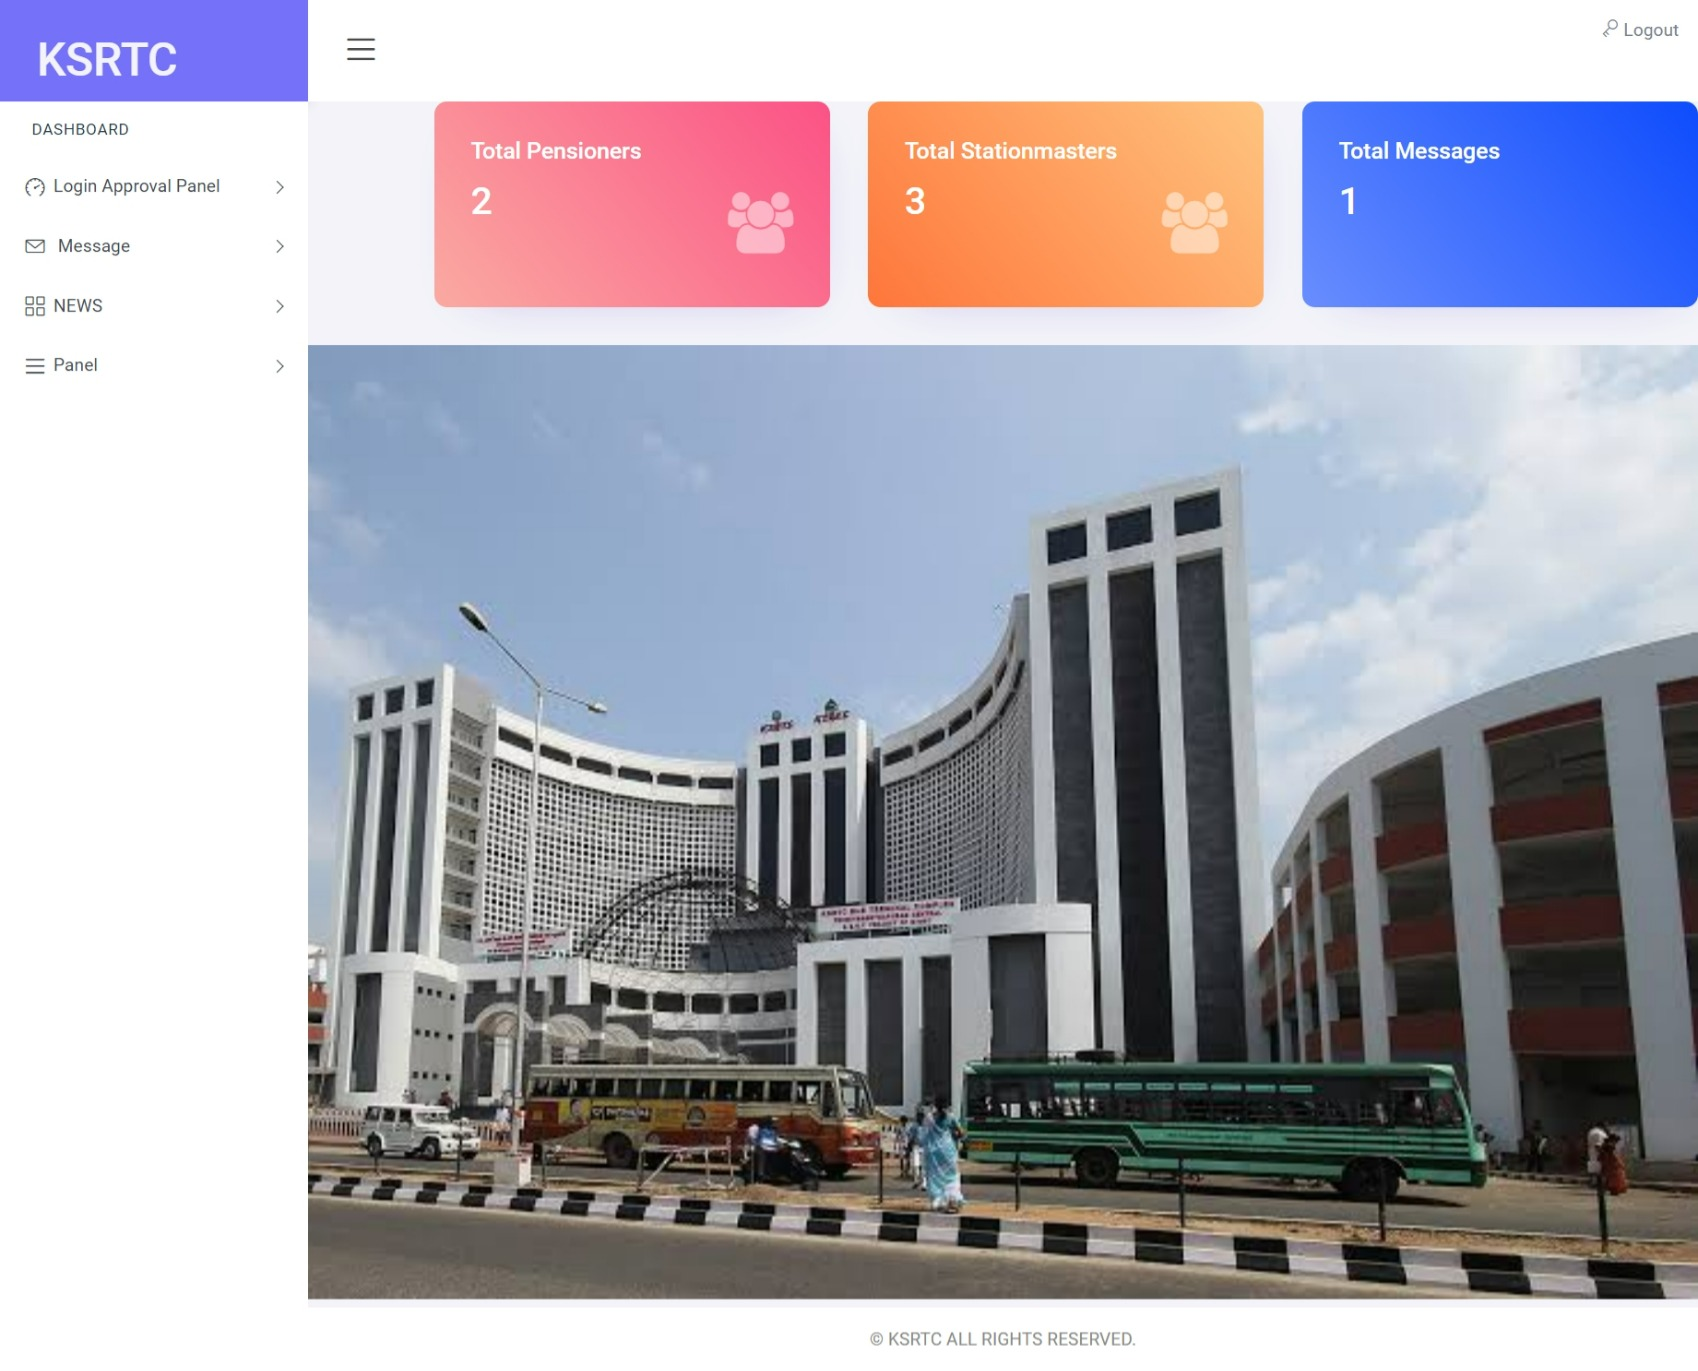 KSRTC
Logout
DASHBOARD
Login Approval Panel
Message
NEWS
Panel
Total Pensioners
2
Total Stationmasters
3
Total Messages
1
© KSRTC ALL RIGHTS RESERVED.